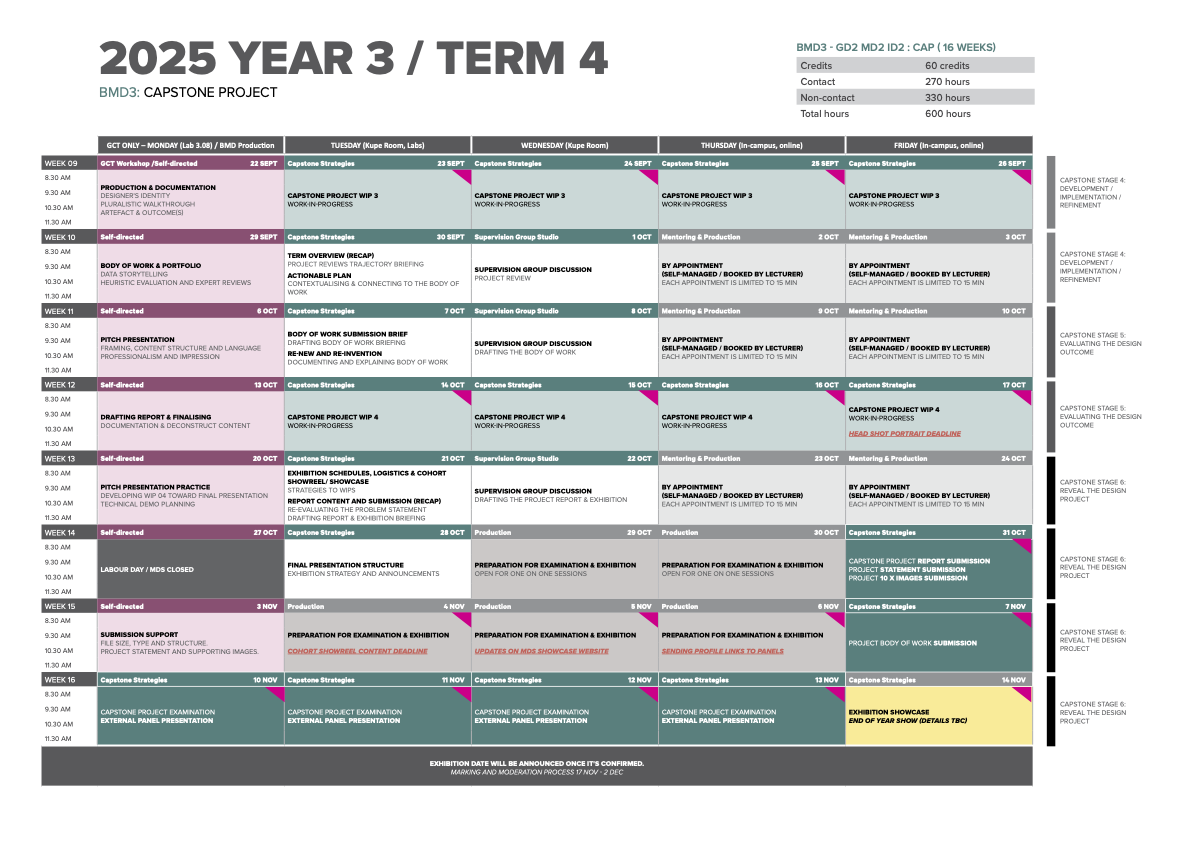 2025 YEAR 3 / TERM 4
BMD3: CAPSTONE PROJECT
BMD3 - GD2 MD2 ID2 : CAP ( 16 WEEKS)
Credits 60 credits
Contact 270 hours
Non-contact 330 hours
Total hours 600 hours
GCT ONLY – MONDAY (Lab 3.08) / BMD Production
TUESDAY (Kupe Room, Labs)
WEDNESDAY (Kupe Room)
THURSDAY (In-campus, online)
FRIDAY (In-campus, online)
WEEK 09
8.30 AM
9.30 AM
10.30 AM
11.30 AM
GCT Workshop /Self-directed 22 SEPT
PRODUCTION & DOCUMENTATION
DESIGNER'S IDENTITY
PLURALISTIC WALKTHROUGH
ARTEFACT & OUTCOME(S)
Capstone Strategies 23 SEPT
CAPSTONE PROJECT WIP 3
WORK-IN-PROGRESS
Capstone Strategies 24 SEPT
CAPSTONE PROJECT WIP 3
WORK-IN-PROGRESS
Capstone Strategies 25 SEPT
CAPSTONE PROJECT WIP 3
WORK-IN-PROGRESS
Capstone Strategies 26 SEPT
CAPSTONE PROJECT WIP 3
WORK-IN-PROGRESS
CAPSTONE STAGE 4:
DEVELOPMENT /
IMPLEMENTATION /
REFINEMENT
WEEK 10
8.30 AM
9.30 AM
10.30 AM
11.30 AM
Self-directed 29 SEPT
BODY OF WORK & PORTFOLIO
DATA STORYTELLING
HEURISTIC EVALUATION AND EXPERT REVIEWS
Capstone Strategies 30 SEPT
TERM OVERVIEW (RECAP)
PROJECT REVIEWS TRAJECTORY BRIEFING
ACTIONABLE PLAN
CONTEXTUALISING & CONNECTING TO THE BODY OF
WORK
Supervision Group Studio 1 OCT
SUPERVISION GROUP DISCUSSION
PROJECT REVIEW
Mentoring & Production 2 OCT
BY APPOINTMENT
(SELF-MANAGED / BOOKED BY LECTURER)
EACH APPOINTMENT IS LIMITED TO 15 MIN
Mentoring & Production 3 OCT
BY APPOINTMENT
(SELF-MANAGED / BOOKED BY LECTURER)
EACH APPOINTMENT IS LIMITED TO 15 MIN
CAPSTONE STAGE 4:
DEVELOPMENT /
IMPLEMENTATION /
REFINEMENT
WEEK 11
8.30 AM
9.30 AM
10.30 AM
11.30 AM
Self-directed 6 OCT
PITCH PRESENTATION
FRAMING, CONTENT STRUCTURE AND LANGUAGE
PROFESSIONALISM AND IMPRESSION
Capstone Strategies 7 OCT
BODY OF WORK SUBMISSION BRIEF
DRAFTING BODY OF WORK BRIEFING
RE-NEW AND RE-INVENTION
DOCUMENTING AND EXPLAINING BODY OF WORK
Supervision Group Studio 8 OCT
SUPERVISION GROUP DISCUSSION
DRAFTING THE BODY OF WORK
Mentoring & Production 9 OCT
BY APPOINTMENT
(SELF-MANAGED / BOOKED BY LECTURER)
EACH APPOINTMENT IS LIMITED TO 15 MIN
Mentoring & Production 10 OCT
BY APPOINTMENT
(SELF-MANAGED / BOOKED BY LECTURER)
EACH APPOINTMENT IS LIMITED TO 15 MIN
CAPSTONE STAGE 5:
EVALUATING THE DESIGN
OUTCOME
WEEK 12
8.30 AM
9.30 AM
10.30 AM
11.30 AM
Self-directed 13 OCT
DRAFTING REPORT & FINALISING
DOCUMENTATION & DECONSTRUCT CONTENT
Capstone Strategies 14 OCT
CAPSTONE PROJECT WIP 4
WORK-IN-PROGRESS
Capstone Strategies 15 OCT
CAPSTONE PROJECT WIP 4
WORK-IN-PROGRESS
Capstone Strategies 16 OCT
CAPSTONE PROJECT WIP 4
WORK-IN-PROGRESS
Capstone Strategies 17 OCT
CAPSTONE PROJECT WIP 4
WORK-IN-PROGRESS
HEAD SHOT PORTRAIT DEADLINE
CAPSTONE STAGE 5:
EVALUATING THE DESIGN
OUTCOME
WEEK 13
8.30 AM
9.30 AM
10.30 AM
11.30 AM
Self-directed 20 OCT
PITCH PRESENTATION PRACTICE
DEVELOPING WIP 04 TOWARD FINAL PRESENTATION
TECHNICAL DEMO PLANNING
Capstone Strategies 21 OCT
EXHIBITION SCHEDULES, LOGISTICS & COHORT
SHOWREEL/ SHOWCASE
STRATEGIES TO WIPS
REPORT CONTENT AND SUBMISSION (RECAP)
RE-EVALUATING THE PROBLEM STATEMENT
DRAFTING REPORT & EXHIBITION BRIEFING
Supervision Group Studio 22 OCT
SUPERVISION GROUP DISCUSSION
DRAFTING THE PROJECT REPORT & EXHIBITION
Mentoring & Production 23 OCT
BY APPOINTMENT
(SELF-MANAGED / BOOKED BY LECTURER)
EACH APPOINTMENT IS LIMITED TO 15 MIN
Mentoring & Production 24 OCT
BY APPOINTMENT
(SELF-MANAGED / BOOKED BY LECTURER)
EACH APPOINTMENT IS LIMITED TO 15 MIN
CAPSTONE STAGE 6:
REVEAL THE DESIGN
PROJECT
WEEK 14
8.30 AM
9.30 AM
10.30 AM
11.30 AM
Self-directed 27 OCT
LABOUR DAY / MDS CLOSED
Capstone Strategies 28 OCT
FINAL PRESENTATION STRUCTURE
EXHIBITION STRATEGY AND ANNOUNCEMENTS
Production 29 OCT
PREPARATION FOR EXAMINATION & EXHIBITION
OPEN FOR ONE ON ONE SESSIONS
Production 30 OCT
PREPARATION FOR EXAMINATION & EXHIBITION
OPEN FOR ONE ON ONE SESSIONS
Capstone Strategies 31 OCT
CAPSTONE PROJECT REPORT SUBMISSION
PROJECT STATEMENT SUBMISSION
PROJECT 10 X IMAGES SUBMISSION
CAPSTONE STAGE 6:
REVEAL THE DESIGN
PROJECT
WEEK 15
8.30 AM
9.30 AM
10.30 AM
11.30 AM
Self-directed 3 NOV
SUBMISSION SUPPORT
FILE SIZE, TYPE AND STRUCTURE.
PROJECT STATEMENT AND SUPPORTING IMAGES.
Production 4 NOV
PREPARATION FOR EXAMINATION & EXHIBITION
COHORT SHOWREEL CONTENT DEADLINE
Production 5 NOV
PREPARATION FOR EXAMINATION & EXHIBITION
UPDATES ON MDS SHOWCASE WEBSITE
Production 6 NOV
PREPARATION FOR EXAMINATION & EXHIBITION
SENDING PROFILE LINKS TO PANELS
Capstone Strategies 7 NOV
PROJECT BODY OF WORK SUBMISSION
CAPSTONE STAGE 6:
REVEAL THE DESIGN
PROJECT
WEEK 16
8.30 AM
9.30 AM
10.30 AM
11.30 AM
Capstone Strategies 10 NOV
CAPSTONE PROJECT EXAMINATION
EXTERNAL PANEL PRESENTATION
Capstone Strategies 11 NOV
CAPSTONE PROJECT EXAMINATION
EXTERNAL PANEL PRESENTATION
Capstone Strategies 12 NOV
CAPSTONE PROJECT EXAMINATION
EXTERNAL PANEL PRESENTATION
Capstone Strategies 13 NOV
CAPSTONE PROJECT EXAMINATION
EXTERNAL PANEL PRESENTATION
Capstone Strategies 14 NOV
EXHIBITION SHOWCASE
END OF YEAR SHOW (DETAILS TBC)
CAPSTONE STAGE 6:
REVEAL THE DESIGN
PROJECT
EXHIBITION DATE WILL BE ANNOUNCED ONCE IT'S CONFIRMED.
MARKING AND MODERATION PROCESS 17 NOV - 2 DEC